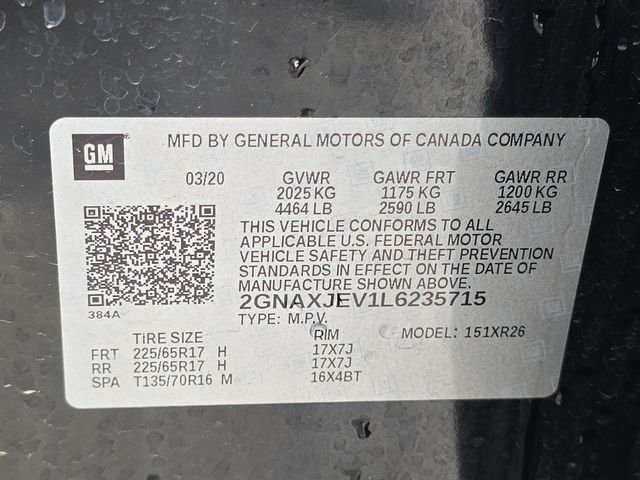 GM
MFD BY GENERAL MOTORS OF CANADA COMPANY
03/20 GVWR GAWR FRT GAWR RR
2025 KG 1175 KG 1200 KG
4464 LB 2590 LB 2645 LB
THIS VEHICLE CONFORMS TO ALL
APPLICABLE U.S. FEDERAL MOTOR
VEHICLE SAFETY AND THEFT PREVENTION
STANDARDS IN EFFECT ON THE DATE OF
MANUFACTURE SHOWN ABOVE.
384A 2GNAXJEV1L6235715
TYPE: M.P.V.
TIRE SIZE RIM MODEL: 151XR26
FRT 225/65R17 H 17X7J
RR 225/65R17 H 17X7J
SPA T135/70R16 M 16X4BT